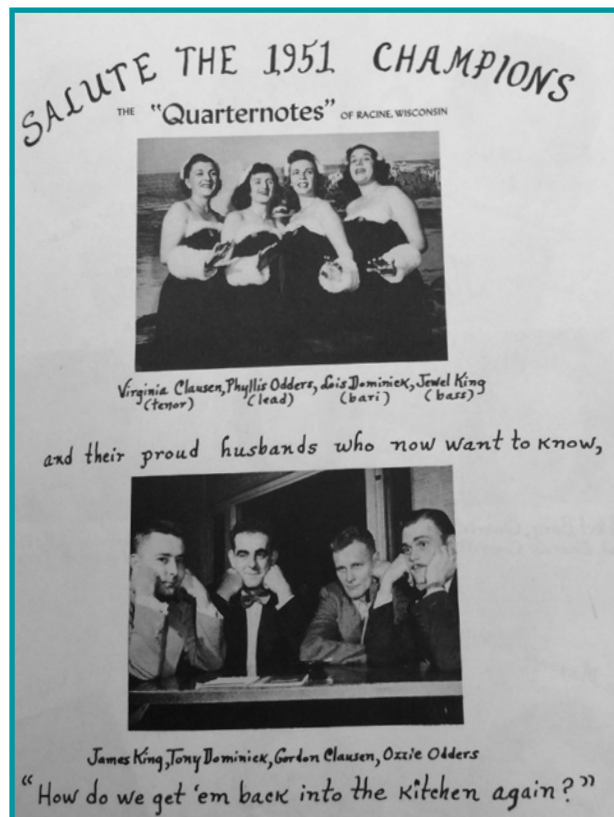 SALUTE THE 1951 CHAMPIONS
THE "Quarternotes" OF RACINE, WISCONSIN
Virginia Clausen, Phyllis Odders, Lois Dominick, Jewel King
(tenor) (lead) (bari) (bass)
and their proud husbands who now want to know,
James King, Tony Dominick, Gordon Clausen, Ozzie Odders
"How do we get 'em back into the kitchen again?"